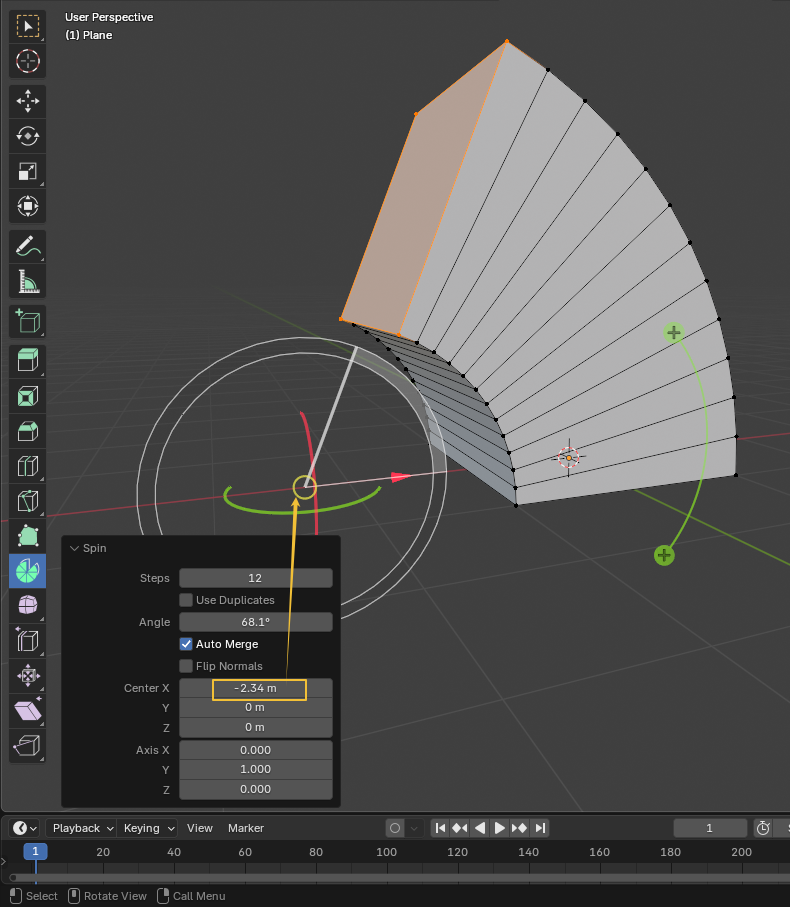 User Perspective
(1) Plane
Spin
Steps 12
Use Duplicates
Angle 68.1°
Auto Merge
Flip Normals
Center X -2.34 m
Y 0 m
Z 0 m
Axis X 0.000
Y 1.000
Z 0.000
Playback Keying View Marker 1
1 20 40 60 80 100 120 140 160 180 200
Select Rotate View Call Menu